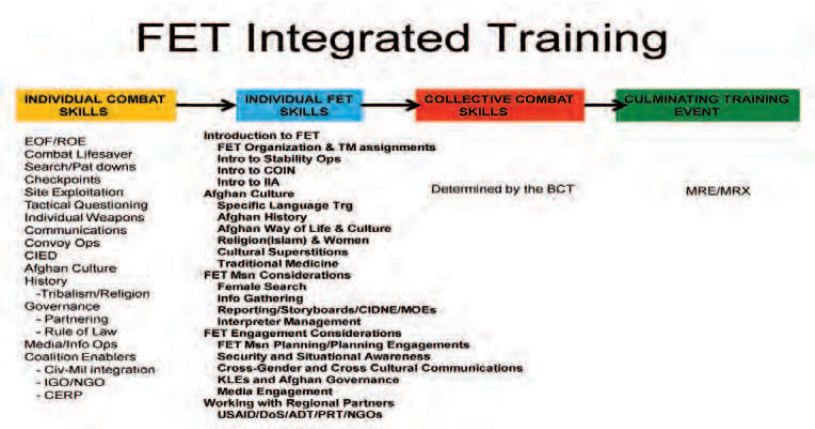 FET Integrated Training
INDIVIDUAL COMBAT
SKILLS
EOF/ROE
Combat Lifesaver
Search/Pat downs
Checkpoints
Site Exploitation
Tactical Questioning
Individual Weapons
Communications
Convoy Ops
CIED
Afghan Culture
History
-Tribalism/Religion
Governance
- Partnering
- Rule of Law
Media/Info Ops
Coalition Enablers
- Civ-Mil integration
- IGO/NGO
- CERP
INDIVIDUAL FET
SKILLS
Introduction to FET
FET Organization & TM assignments
Intro to Stability Ops
Intro to COIN
Intro to IIA
Afghan Culture
Specific Language Trg
Afghan History
Afghan Way of Life & Culture
Religion(Islam) & Women
Cultural Superstitions
Traditional Medicine
FET Msn Considerations
Female Search
Info Gathering
Reporting/Storyboards/CIDNE/MOEs
Interpreter Management
FET Engagement Considerations
FET Msn Planning/Planning Engagements
Security and Situational Awareness
Cross-Gender and Cross Cultural Communications
KLEs and Afghan Governance
Media Engagement
Working with Regional Partners
USAID/DoS/ADT/PRT/NGOs
COLLECTIVE COMBAT
SKILLS
Determined by the BCT
CULMINATING TRAINING
EVENT
MRE/MRX